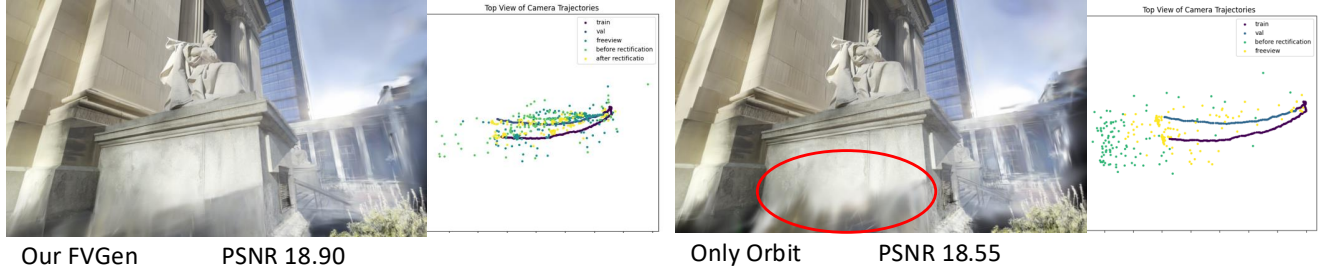 Top View of Camera Trajectories
train
val
freeview
before rectification
after rectificatio
Our FVGen PSNR 18.90
Top View of Camera Trajectories
train
val
before rectification
freeview
Only Orbit PSNR 18.55